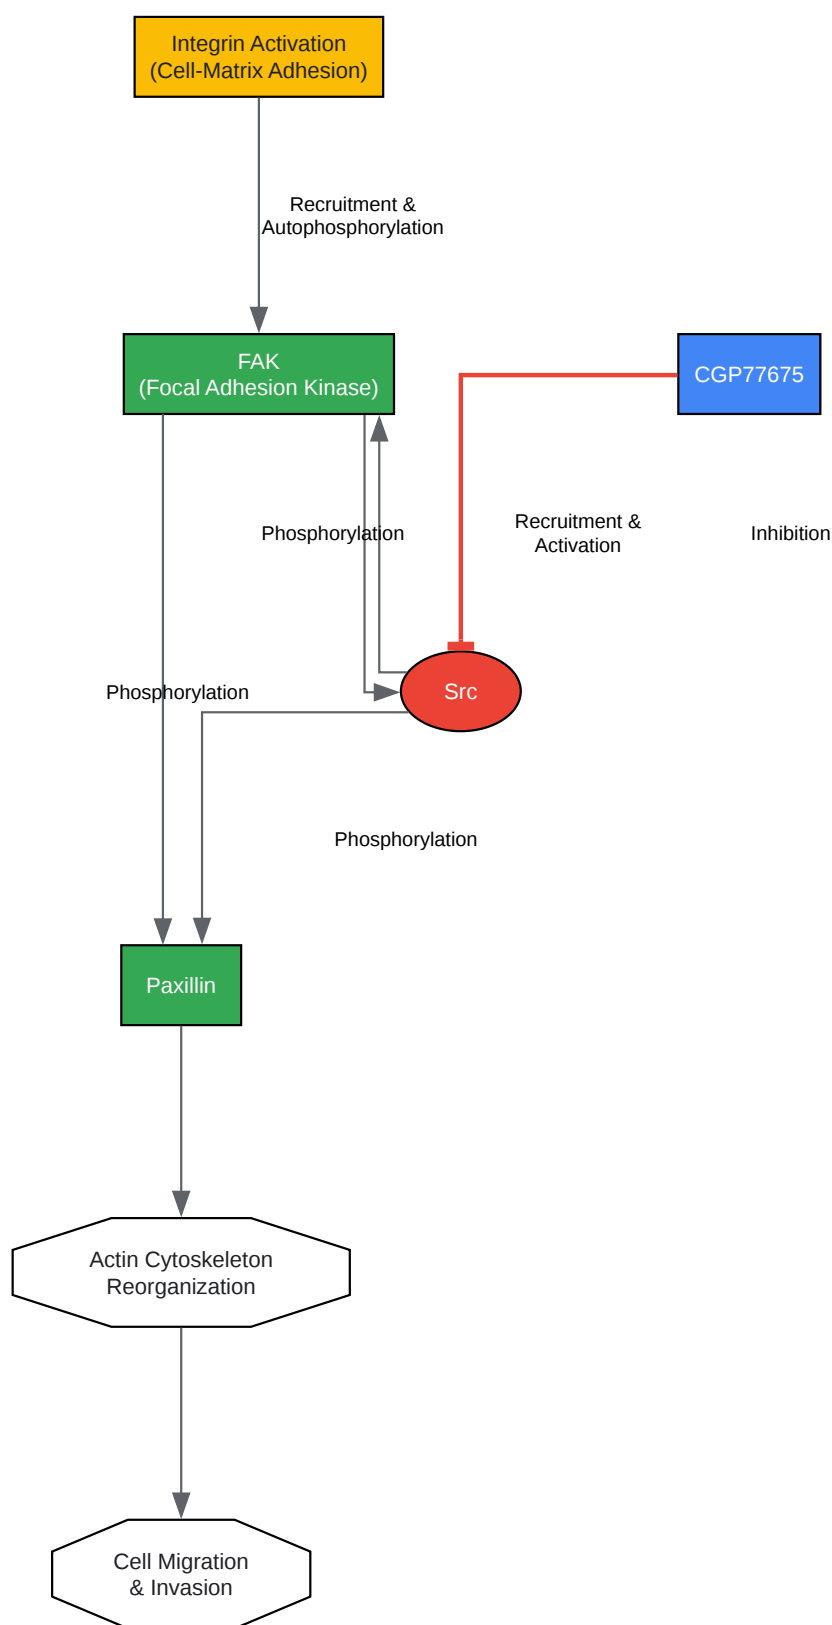 Integrin Activation
(Cell-Matrix Adhesion)
Recruitment &
Autophosphorylation
FAK
(Focal Adhesion Kinase)
CGP77675
Phosphorylation
Recruitment &
Activation
Inhibition
Phosphorylation
Src
Phosphorylation
Paxillin
Actin Cytoskeleton
Reorganization
Cell Migration
& Invasion